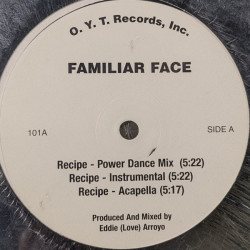 O. Y. T. Records, Inc.
FAMILIAR FACE
101A SIDE A
Recipe - Power Dance Mix (5:22)
Recipe - Instrumental (5:22)
Recipe - Acapella (5:17)
Produced And Mixed by
Eddie (Love) Arroyo